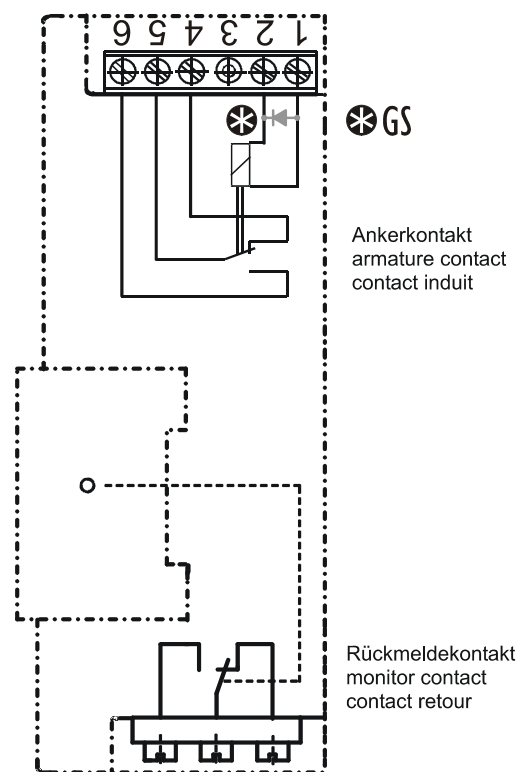 6 5 4 3 2 1
GS
Ankerkontakt
armature contact
contact induit
Rückmeldekontakt
monitor contact
contact retour